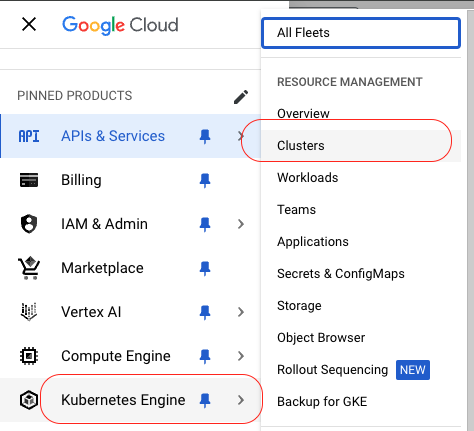 Google Cloud
PINNED PRODUCTS
API APIs & Services
Billing
IAM & Admin
Marketplace
Vertex AI
Compute Engine
Kubernetes Engine
All Fleets
RESOURCE MANAGEMENT
Overview
Clusters
Workloads
Teams
Applications
Secrets & ConfigMaps
Storage
Object Browser
Rollout Sequencing NEW
Backup for GKE